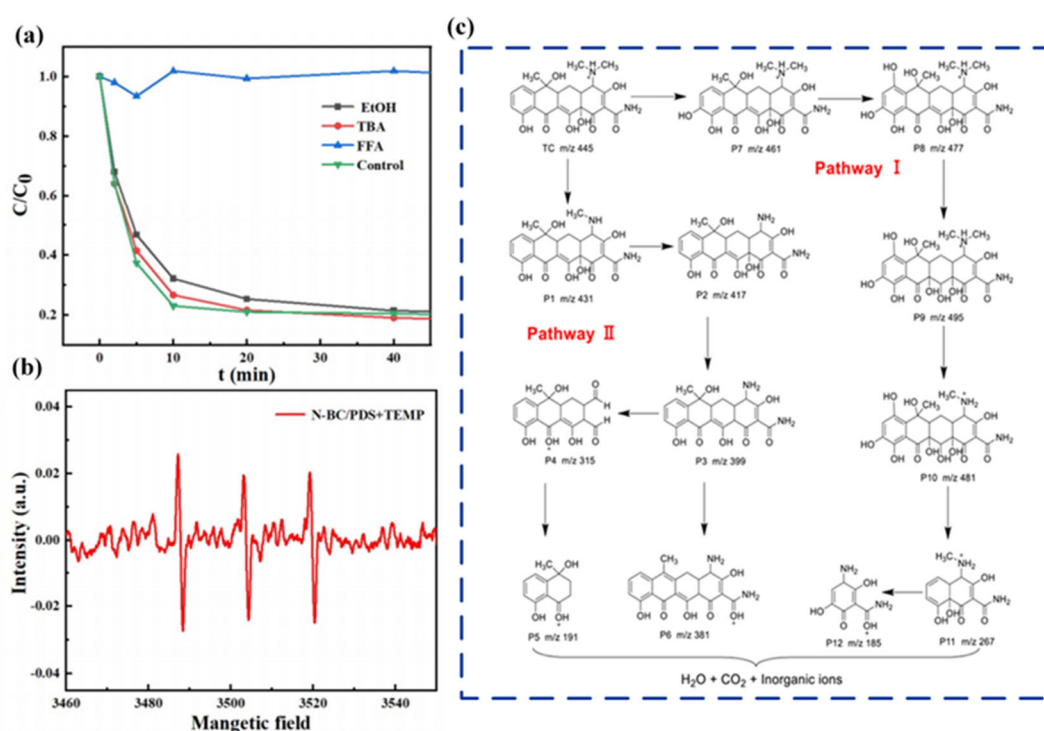 (a)
1.0
0.8
0.6
0.4
0.2
C/C0
EtOH
TBA
FFA
Control
0 10 20 30 40
t (min)
(b)
0.04
0.02
0.00
-0.02
-0.04
Intensity (a.u.)
N-BC/PDS+TEMP
3460 3480 3500 3520 3540
Mangetic field
(c)
TC m/z 445
P7 m/z 461
P8 m/z 477
Pathway I
P1 m/z 431
P2 m/z 417
P9 m/z 495
Pathway II
P4 m/z 315
P3 m/z 399
P10 m/z 481
P5 m/z 191
P6 m/z 381
P12 m/z 185
P11 m/z 267
H2O + CO2 + Inorganic ions